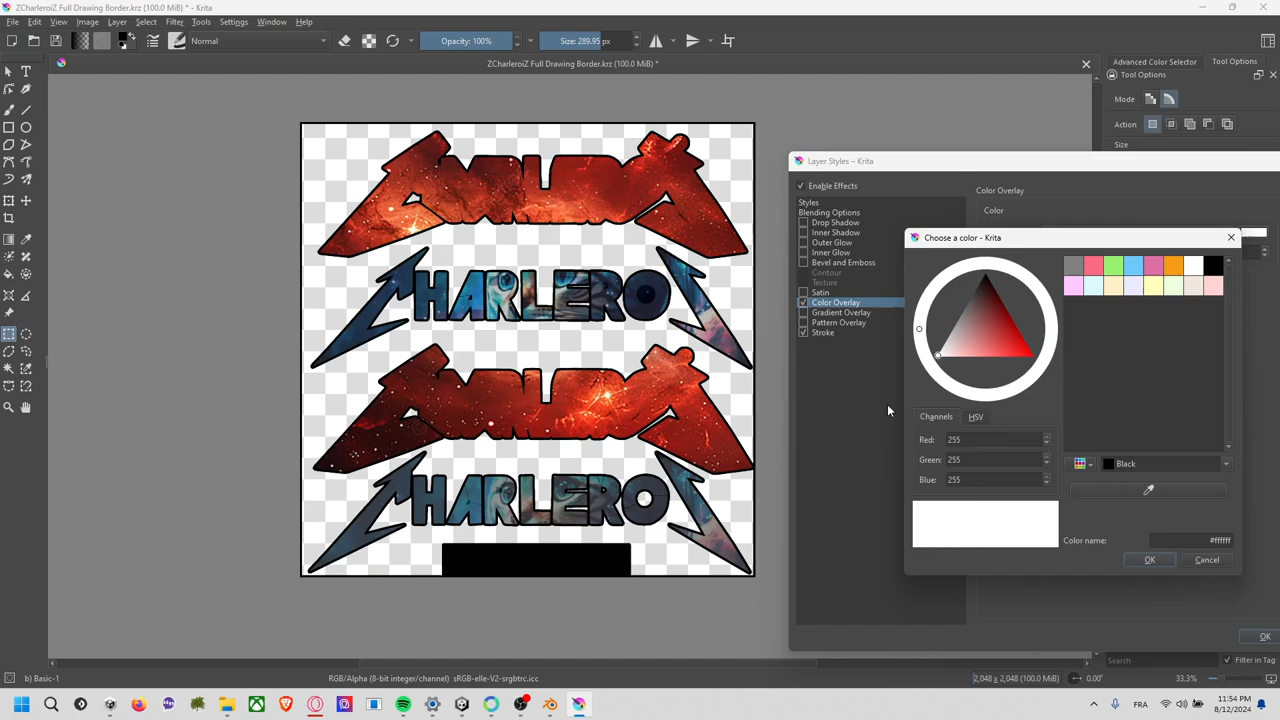 ZCharleroiZ Full Drawing Border.krz (100.0 MiB) * - Krita
File Edit View Image Layer Select Filter Tools Settings Window Help
Normal Opacity: 100% Size: 289.95 px
ZCharleroiZ Full Drawing Border.krz (100.0 MiB) *
Advanced Color Selector Tool Options
Tool Options
Mode
Action
Size
Layer Styles – Krita
Enable Effects
Color Overlay
Color
Styles
Blending Options
Drop Shadow
Inner Shadow
Outer Glow
Inner Glow
Bevel and Emboss
Contour
Texture
Satin
Color Overlay
Gradient Overlay
Pattern Overlay
Stroke
Choose a color - Krita
Channels HSV
Red: 255
Green: 255
Blue: 255
Black
Color name: #ffffff
OK Cancel
OK
HARLERO
HARLERO
Search Filter in Tag
b) Basic-1 RGB/Alpha (8-bit integer/channel) sRGB-elle-V2-srgbtrc.icc 2,048 x 2,048 (100.0 MiB) 0.00° 33.3%
FRA 11:54 PM
8/12/2024